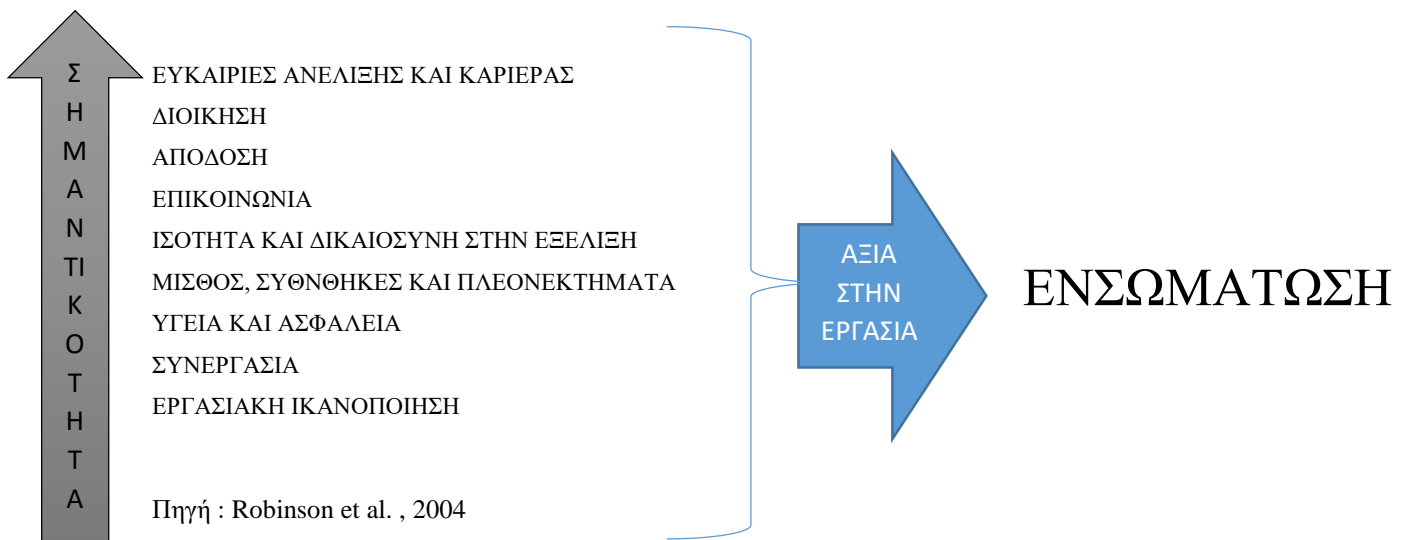 ΣΗΜΑΝΤΙΚΟΤΗΤΑ
ΕΥΚΑΙΡΙΕΣ ΑΝΕΛΙΞΗΣ ΚΑΙ ΚΑΡΙΕΡΑΣ
ΔΙΟΙΚΗΣΗ
ΑΠΟΔΟΣΗ
ΕΠΙΚΟΙΝΩΝΙΑ
ΙΣΟΤΗΤΑ ΚΑΙ ΔΙΚΑΙΟΣΥΝΗ ΣΤΗΝ ΕΞΕΛΙΞΗ
ΜΙΣΘΟΣ, ΣΥΘΝΘΗΚΕΣ ΚΑΙ ΠΛΕΟΝΕΚΤΗΜΑΤΑ
ΥΓΕΙΑ ΚΑΙ ΑΣΦΑΛΕΙΑ
ΣΥΝΕΡΓΑΣΙΑ
ΕΡΓΑΣΙΑΚΗ ΙΚΑΝΟΠΟΙΗΣΗ
Πηγή : Robinson et al. , 2004
ΑΞΙΑ
ΣΤΗΝ
ΕΡΓΑΣΙΑ
ΕΝΣΩΜΑΤΩΣΗ